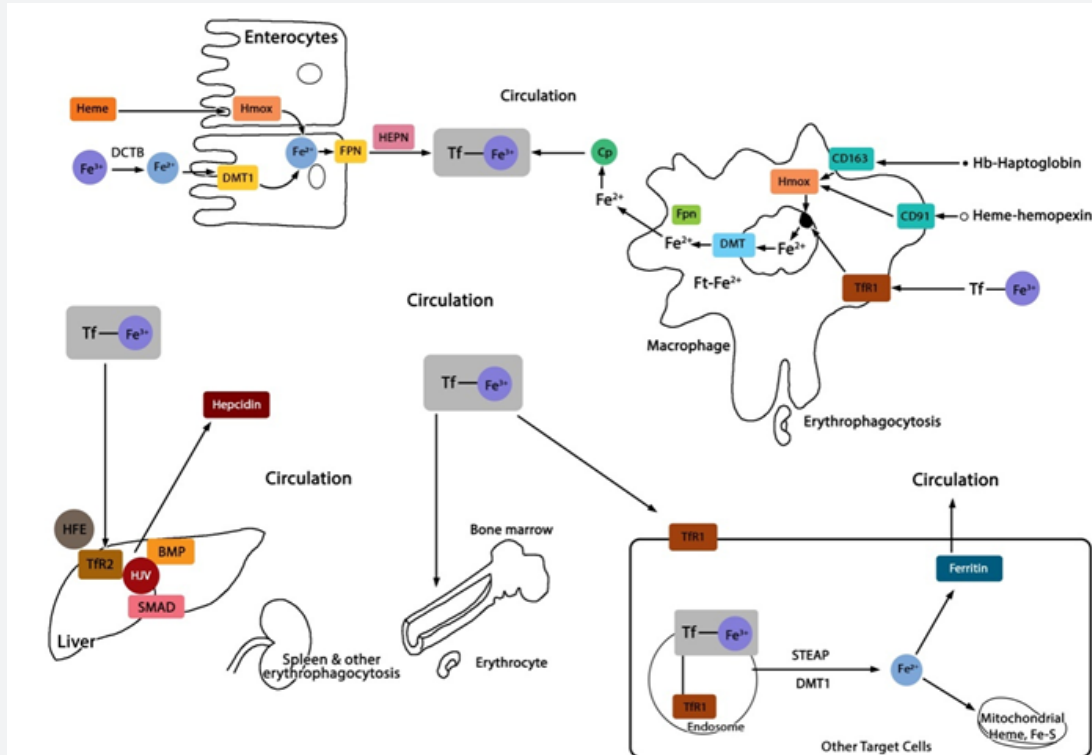 Enterocytes
Heme
Hmox
Circulation
Fe³⁺
DCTB
Fe²⁺
DMT1
Fe²⁺
FPN
HEPN
Tf
Fe³⁺
Cp
Fe²⁺
CD163
Hb-Haptoglobin
Hmox
CD91
Heme-hemopexin
Fpn
Fe²⁺
DMT
Fe²⁺
Ft-Fe²⁺
TfR1
Tf
Fe³⁺
Macrophage
Erythrophagocytosis
Circulation
Tf
Fe³⁺
Tf
Fe³⁺
Hepcidin
Circulation
HFE
TfR2
HJV
BMP
SMAD
Liver
Spleen & other
erythrophagocytosis
Bone marrow
Erythrocyte
Circulation
TfR1
Ferritin
Tf
Fe³⁺
STEAP
DMT1
Fe²⁺
TfR1
Endosome
Mitochondrial
Heme, Fe-S
Other Target Cells